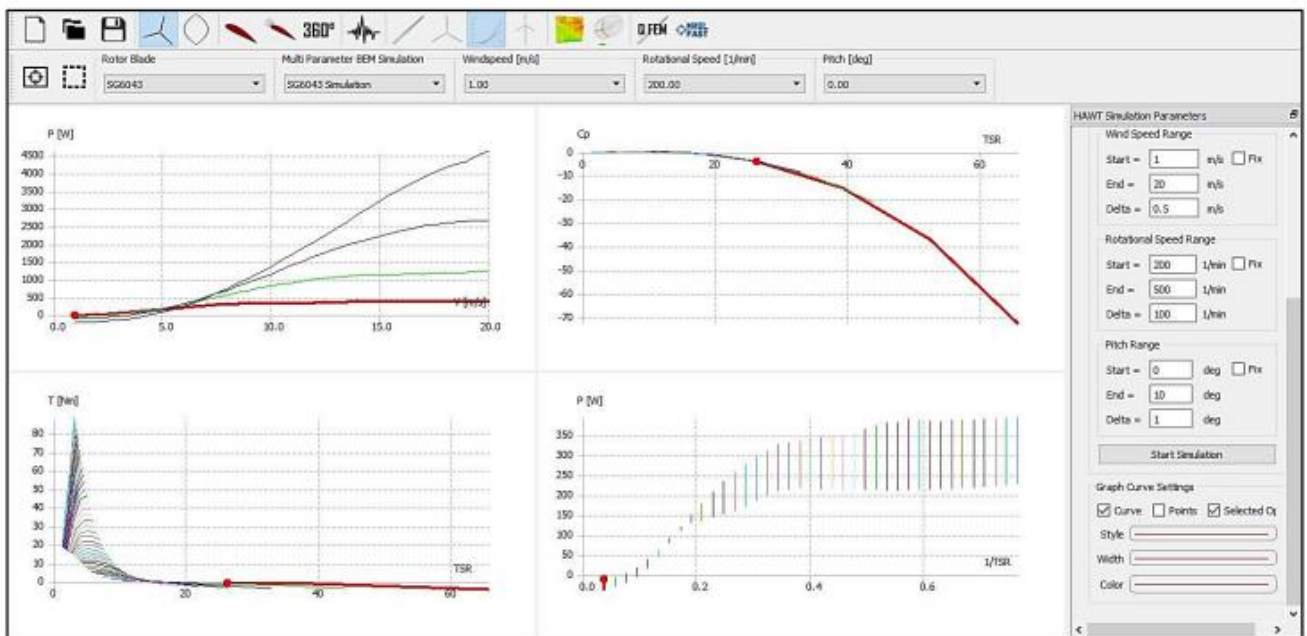 360°
Q FEM
NREL
FAST
Rotor Blade
Multi Parameter BEM Simulation
Windspeed [m/s]
Rotational Speed [1/min]
Pitch [deg]
SG6043
SG6043 Simulation
1.00
200.00
0.00
P [W]
4500
4000
3500
3000
2500
2000
1500
1000
500
0
V [m/s]
0.0
5.0
10.0
15.0
20.0
Cp
TSR
0
0
20
40
60
-10
-20
-30
-40
-50
-60
-70
T [Nm]
80
70
60
50
40
30
20
10
0
TSR
0
20
40
60
P [W]
350
300
250
200
150
100
50
0
1/TSR
0.0
0.2
0.4
0.6
HAWT Simulation Parameters
Wind Speed Range
Start = 1 m/s Fix
End = 20 m/s
Delta = 0.5 m/s
Rotational Speed Range
Start = 200 1/min Fix
End = 500 1/min
Delta = 100 1/min
Pitch Range
Start = 0 deg Fix
End = 10 deg
Delta = 1 deg
Start Simulation
Graph Curve Settings
Curve Points Selected Op
Style
Width
Color